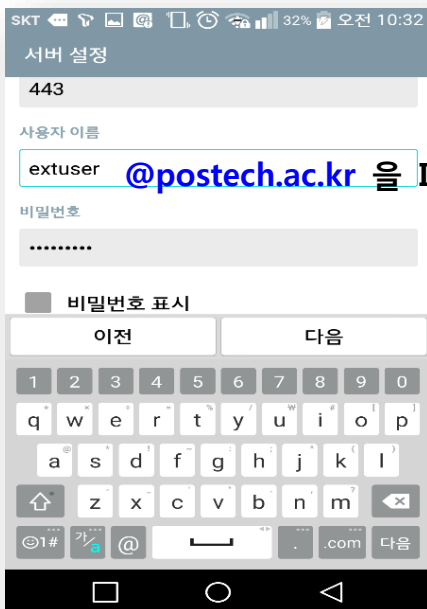 SKT 32% 오전 10:32
서버 설정
443
사용자 이름
extuser @postech.ac.kr 을 I
비밀번호
•••••••••
비밀번호 표시
이전 다음
1 2 3 4 5 6 7 8 9 0
q w e r t y u i o p
a s d f g h j k l
z x c v b n m
1# 가/a @ . .com 다음